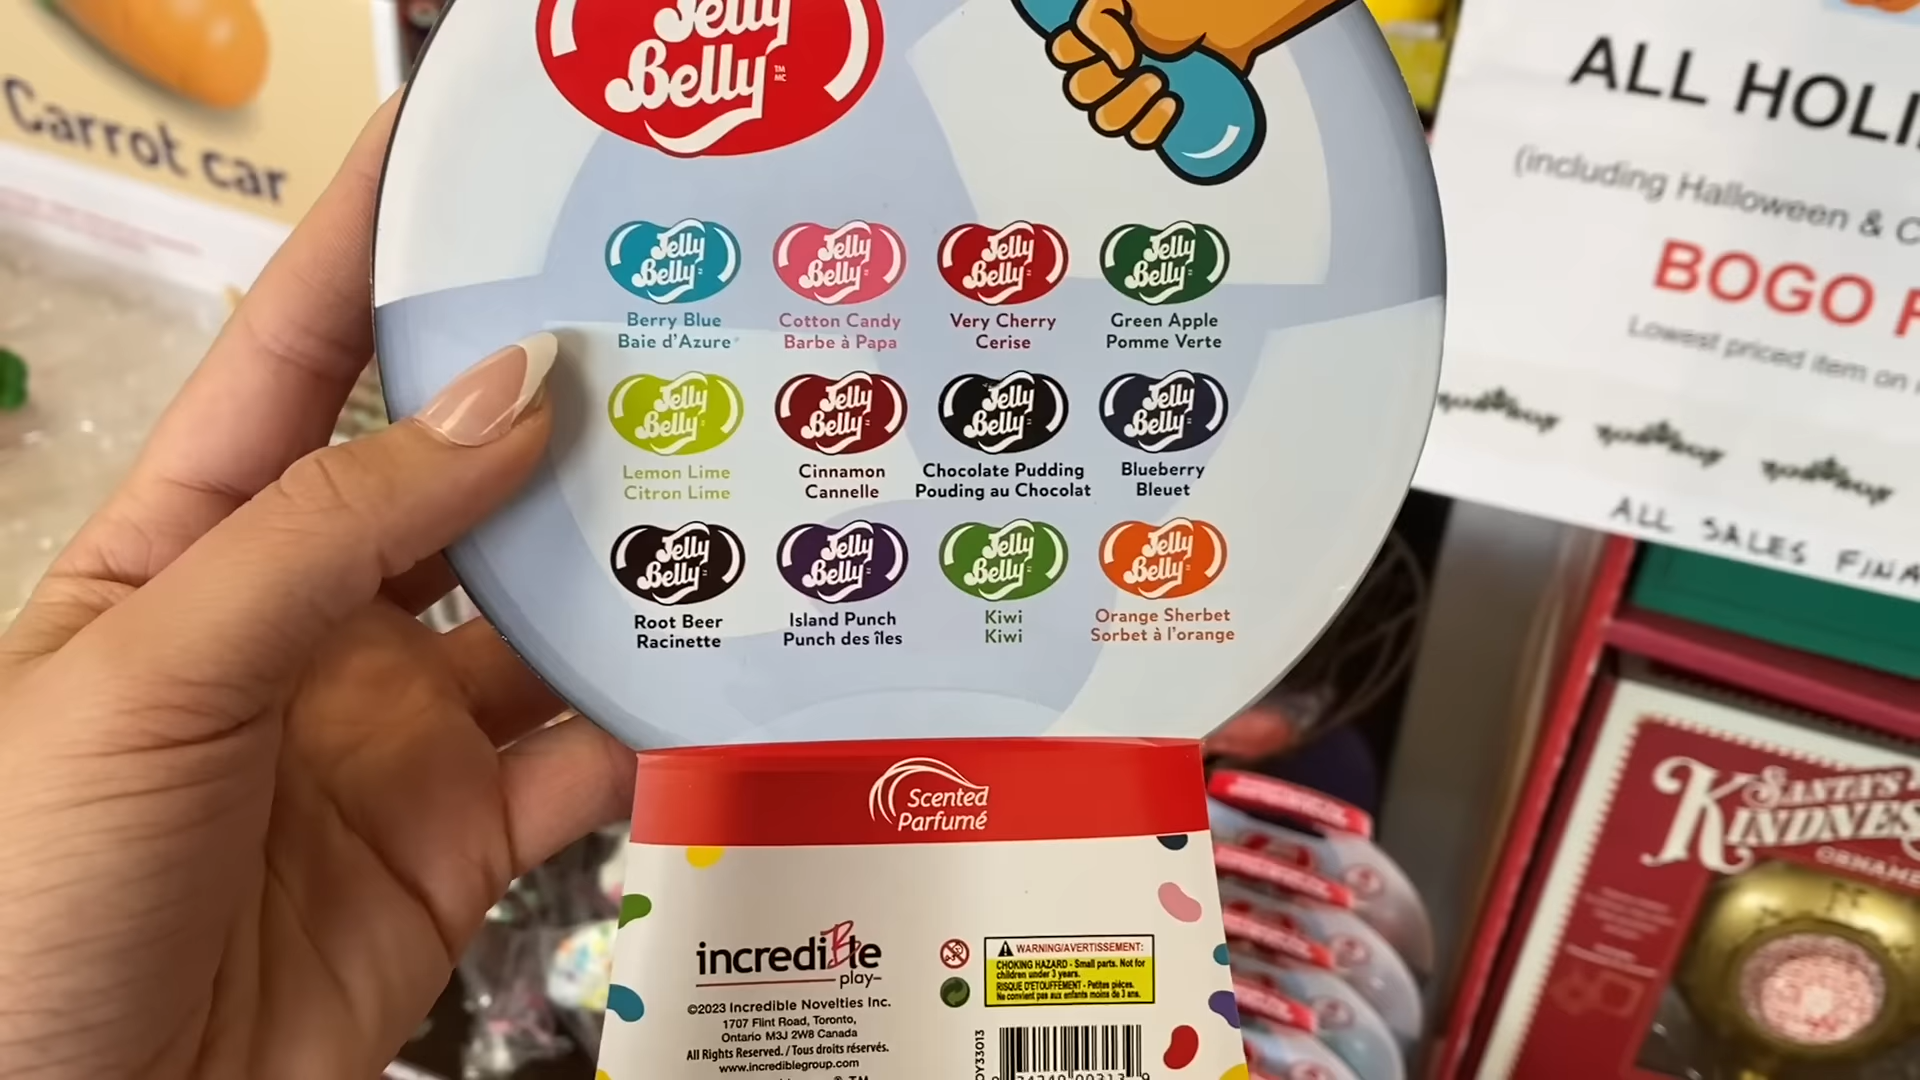 Carrot car
Jelly
Belly
TM
MC
ALL HOLI
(including Halloween & C
BOGO F
Lowest priced item on
ALL SALES FINA
Jelly
Belly
Berry Blue
Baie d'Azure
Jelly
Belly
Cotton Candy
Barbe à Papa
Jelly
Belly
Very Cherry
Cerise
Jelly
Belly
Green Apple
Pomme Verte
Jelly
Belly
Lemon Lime
Citron Lime
Jelly
Belly
Cinnamon
Cannelle
Jelly
Belly
Chocolate Pudding
Pouding au Chocolat
Jelly
Belly
Blueberry
Bleuet
Jelly
Belly
Root Beer
Racinette
Jelly
Belly
Island Punch
Punch des îles
Jelly
Belly
Kiwi
Kiwi
Jelly
Belly
Orange Sherbet
Sorbet à l'orange
Scented
Parfumé
SANTA'S
KINDNES
ORNAME
incrediBle
play
WARNING/AVERTISSEMENT:
CHOKING HAZARD - Small parts. Not for
children under 3 years.
RISQUE D'ETOUFFEMENT - Petites pièces.
Ne convient pas aux enfants moins de 3 ans.
©2023 Incredible Novelties Inc.
1707 Flint Road, Toronto,
Ontario M3J 2W8 Canada
All Rights Reserved. / Tous droits réservés.
www.incrediblegroup.com
OY33013